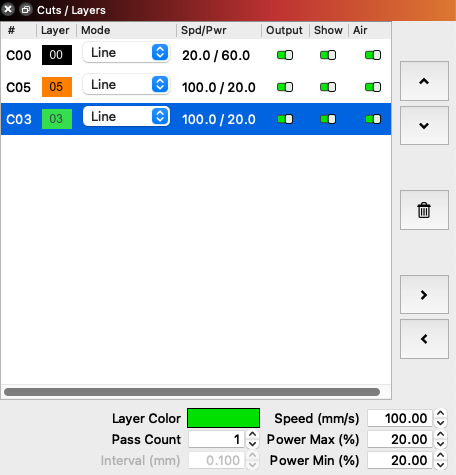 Cuts / Layers
# Layer Mode Spd/Pwr Output Show Air
C00 00 Line 20.0 / 60.0
C05 05 Line 100.0 / 20.0
C03 03 Line 100.0 / 20.0
Layer Color Speed (mm/s) 100.00
Pass Count 1 Power Max (%) 20.00
Interval (mm) 0.100 Power Min (%) 20.00